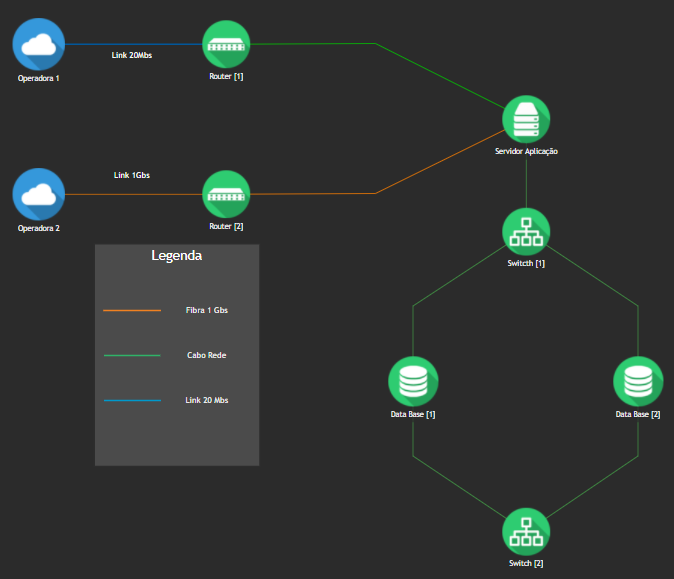 Link 20Mbs
Operadora 1
Router [1]
Servidor Aplicação
Link 1Gbs
Operadora 2
Router [2]
Switcth [1]
Legenda
Fibra 1 Gbs
Cabo Rede
Link 20 Mbs
Data Base [1]
Data Base [2]
Switch [2]